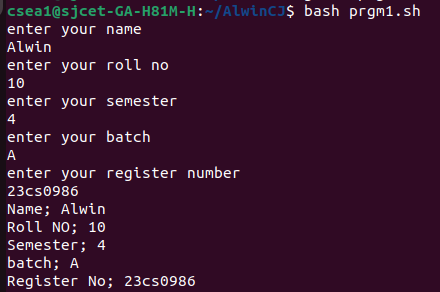 csea1@sjcet-GA-H81M-H:~/AlwinCJ$ bash prgm1.sh
enter your name
Alwin
enter your roll no
10
enter your semester
4
enter your batch
A
enter your register number
23cs0986
Name; Alwin
Roll NO; 10
Semester; 4
batch; A
Register No; 23cs0986